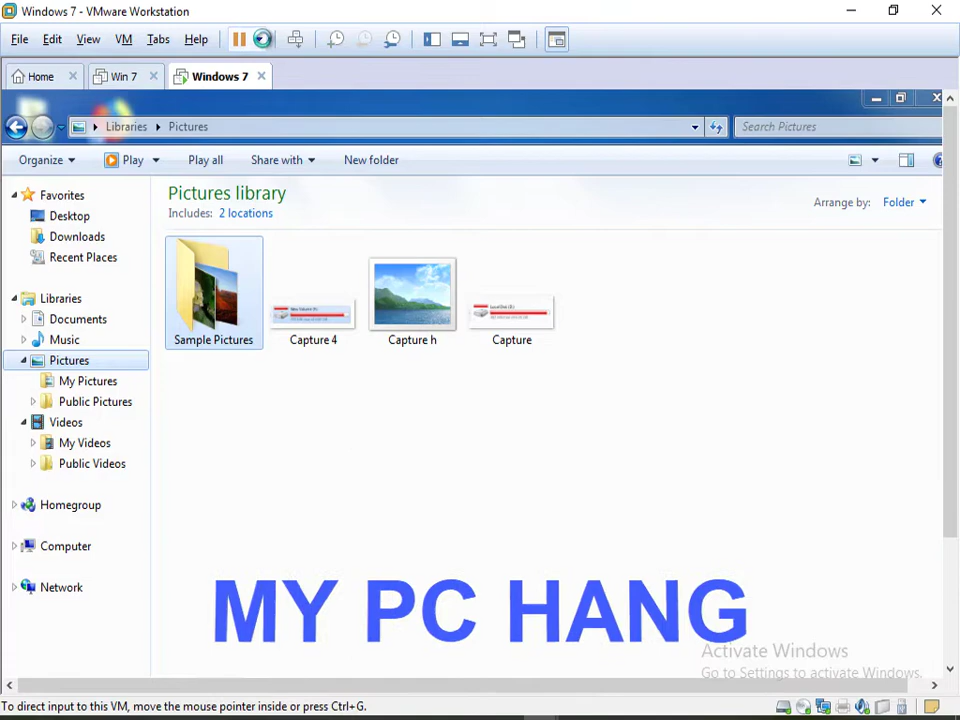 Windows 7 - VMware Workstation
File Edit View VM Tabs Help
Home Win 7 Windows 7
Libraries Pictures Search Pictures
Organize Play Play all Share with New folder
Pictures library
Includes: 2 locations
Arrange by: Folder
Favorites
Desktop
Downloads
Recent Places
Libraries
Documents
Music
Pictures
My Pictures
Public Pictures
Videos
My Videos
Public Videos
Homegroup
Computer
Network
Sample Pictures Capture 4 Capture h Capture
MY PC HANG
Activate Windows
Go to Settings to activate Windows.
To direct input to this VM, move the mouse pointer inside or press Ctrl+G.